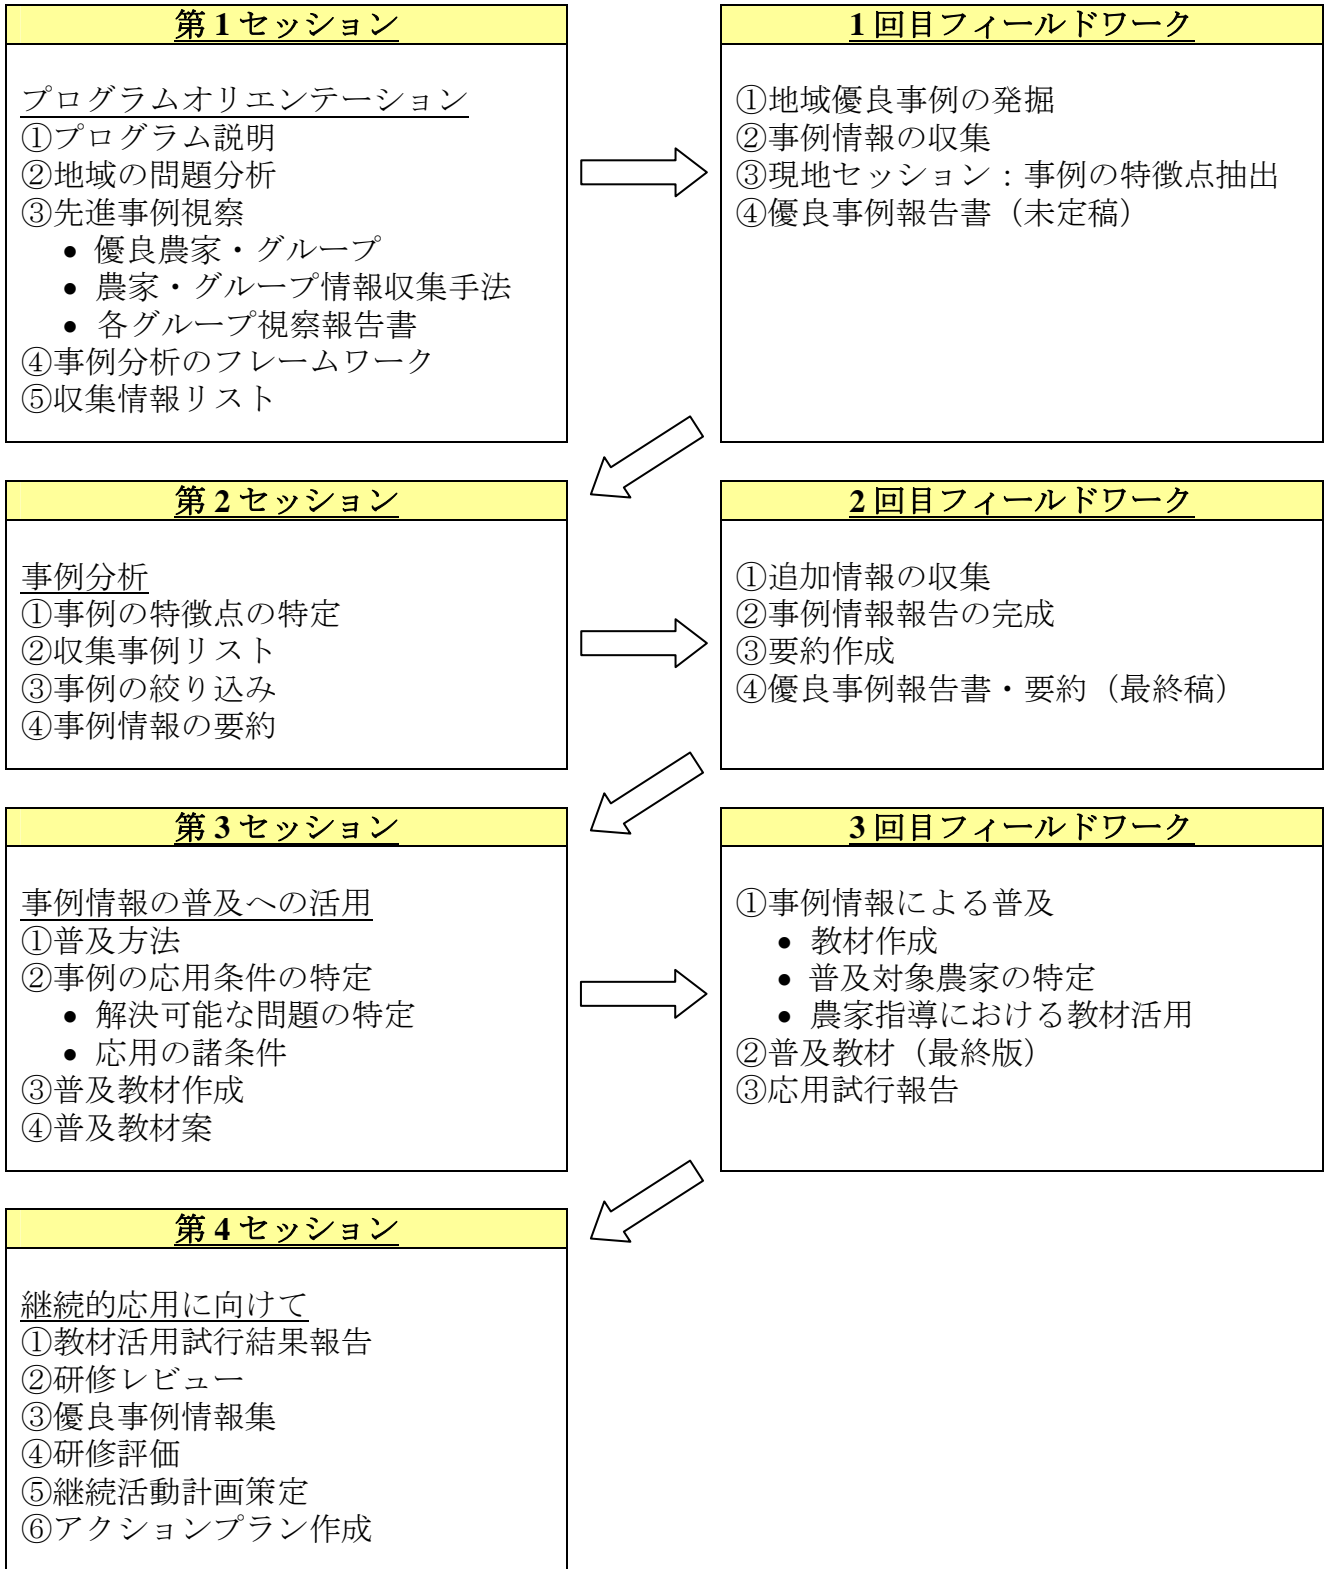 第1セッション
プログラムオリエンテーション
①プログラム説明
②地域の問題分析
③先進事例視察
• 優良農家・グループ
• 農家・グループ情報収集手法
• 各グループ視察報告書
④事例分析のフレームワーク
⑤収集情報リスト
1回目フィールドワーク
①地域優良事例の発掘
②事例情報の収集
③現地セッション：事例の特徴点抽出
④優良事例報告書（未定稿）
第2セッション
事例分析
①事例の特徴点の特定
②収集事例リスト
③事例の絞り込み
④事例情報の要約
2回目フィールドワーク
①追加情報の収集
②事例情報報告の完成
③要約作成
④優良事例報告書・要約（最終稿）
第3セッション
事例情報の普及への活用
①普及方法
②事例の応用条件の特定
• 解決可能な問題の特定
• 応用の諸条件
③普及教材作成
④普及教材案
3回目フィールドワーク
①事例情報による普及
• 教材作成
• 普及対象農家の特定
• 農家指導における教材活用
②普及教材（最終版）
③応用試行報告
第4セッション
継続的応用に向けて
①教材活用試行結果報告
②研修レビュー
③優良事例情報集
④研修評価
⑤継続活動計画策定
⑥アクションプラン作成